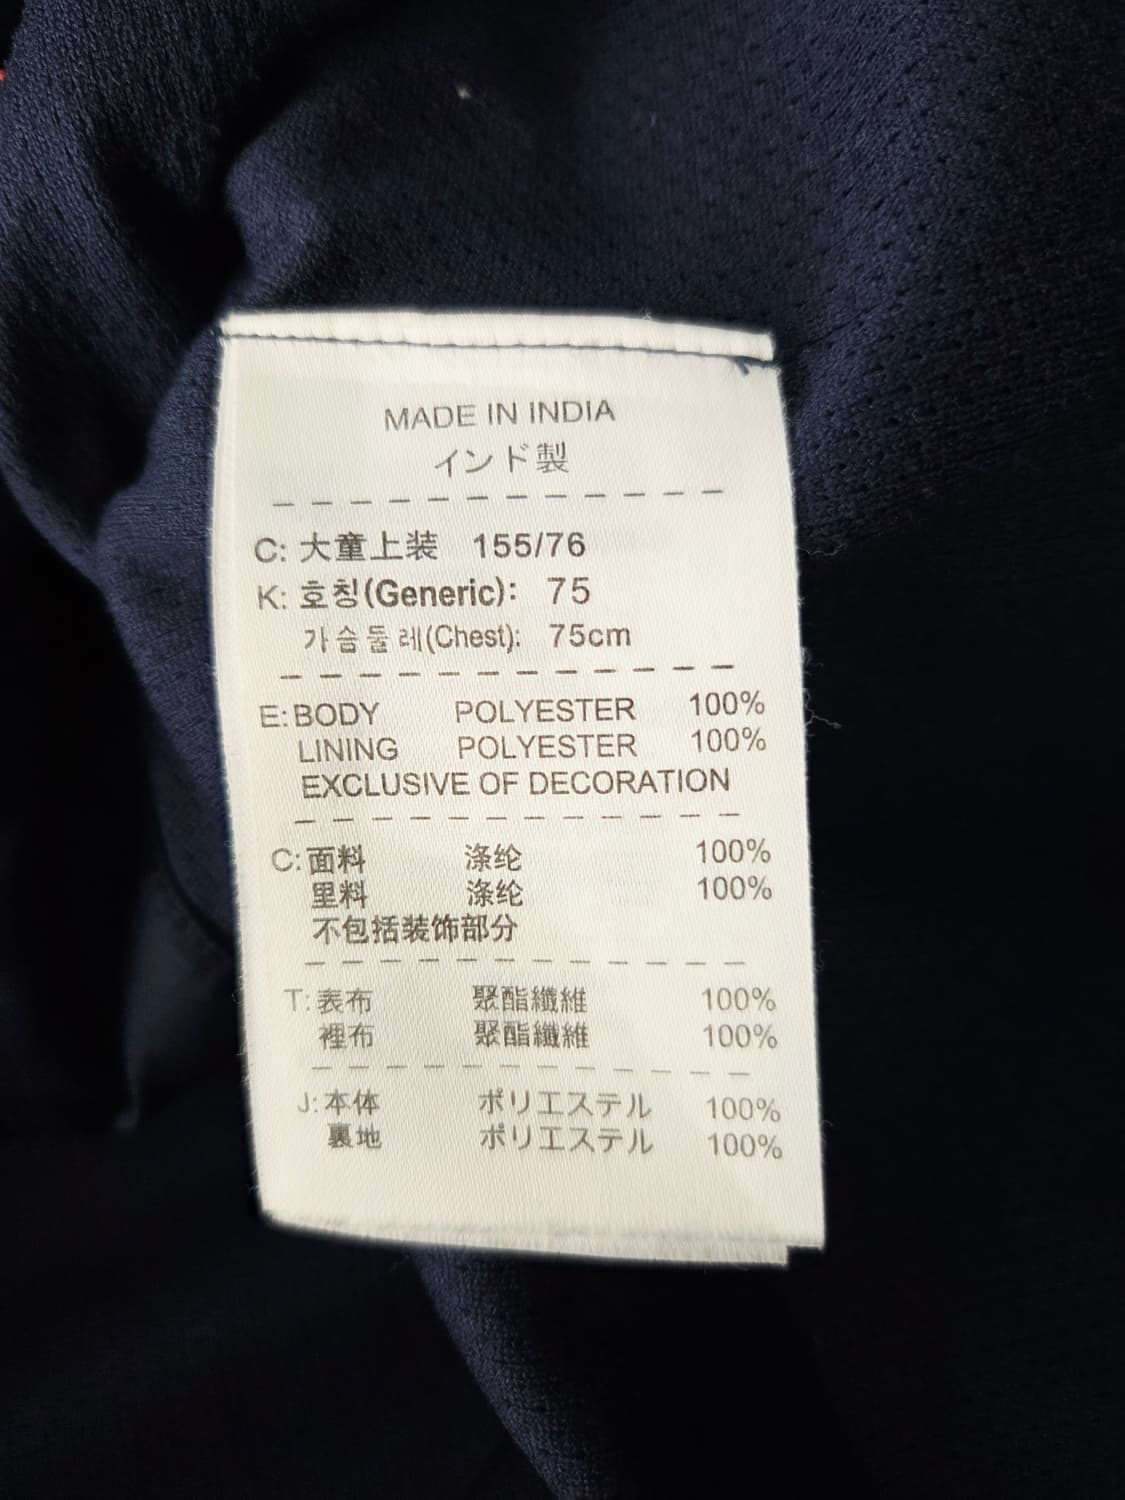 MADE IN INDIA
インド製
C: 大童上装 155/76
K: 호칭(Generic): 75
가슴둘레(Chest): 75cm
E: BODY POLYESTER 100%
LINING POLYESTER 100%
EXCLUSIVE OF DECORATION
C: 面料 涤纶 100%
里料 涤纶 100%
不包括装饰部分
T: 表布 聚酯纖維 100%
裡布 聚酯纖維 100%
J: 本体 ポリエステル 100%
裏地 ポリエステル 100%